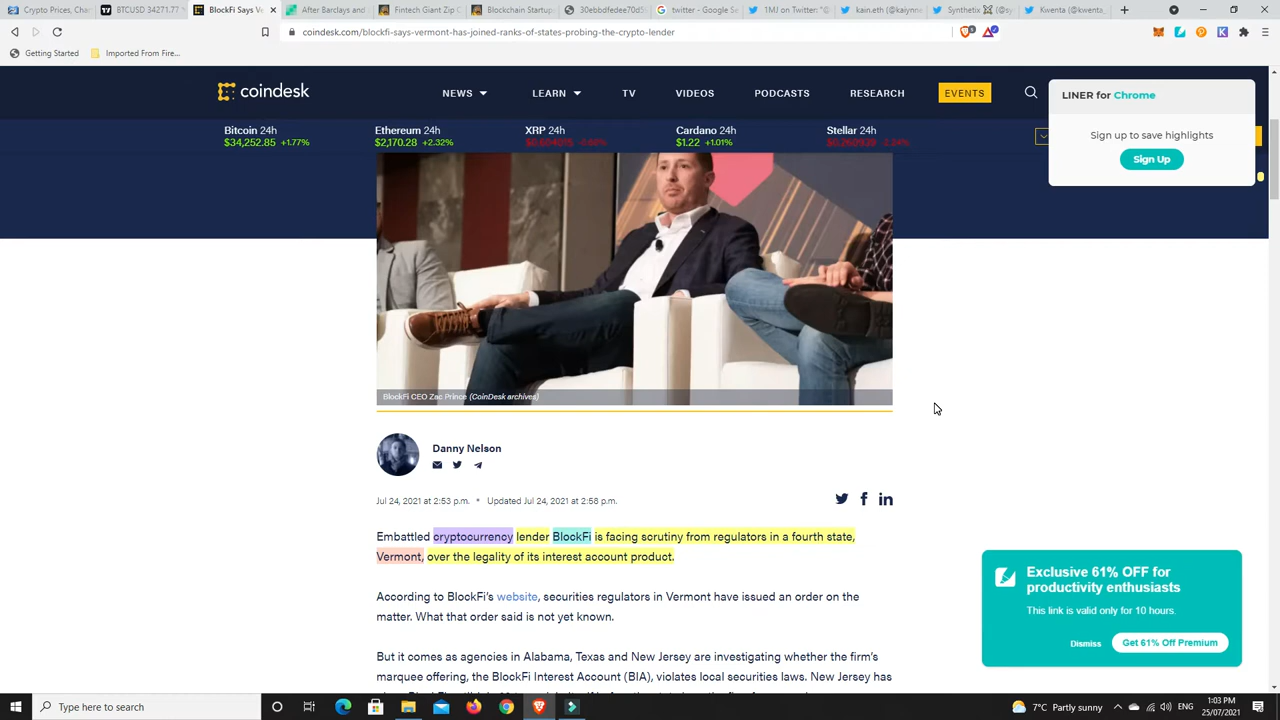 Crypto Prices, Cha
BTCUSD 34271.77
BlockFi Says Ve
After Barclays and
Fintech Giant Zip C
Blockchain Startup
30ebbdfedee70d5
twitter - Google Se
1MJ on Twitter: "@
kain.eth (@kaiynne
Synthetix ⚔️ (@sy
Kwenta (@kwenta_
coindesk.com/blockfi-says-vermont-has-joined-ranks-of-states-probing-the-crypto-lender
Getting Started
Imported From Fire...
coindesk
NEWS
LEARN
TV
VIDEOS
PODCASTS
RESEARCH
EVENTS
LINER for Chrome
Sign up to save highlights
Sign Up
Bitcoin 24h
$34,252.85 +1.77%
Ethereum 24h
$2,170.28 +2.32%
XRP 24h
Cardano 24h
$1.22 +1.01%
Stellar 24h
BlockFi CEO Zac Prince (CoinDesk archives)
Danny Nelson
Jul 24, 2021 at 2:53 p.m. • Updated Jul 24, 2021 at 2:58 p.m.
Embattled cryptocurrency lender BlockFi is facing scrutiny from regulators in a fourth state,
Vermont, over the legality of its interest account product.
According to BlockFi's website, securities regulators in Vermont have issued an order on the
matter. What that order said is not yet known.
But it comes as agencies in Alabama, Texas and New Jersey are investigating whether the firm's
marquee offering, the BlockFi Interest Account (BIA), violates local securities laws. New Jersey has
Exclusive 61% OFF for
productivity enthusiasts
This link is valid only for 10 hours.
Dismiss
Get 61% Off Premium
Type here to search
7°C Partly sunny
ENG
1:03 PM
25/07/2021